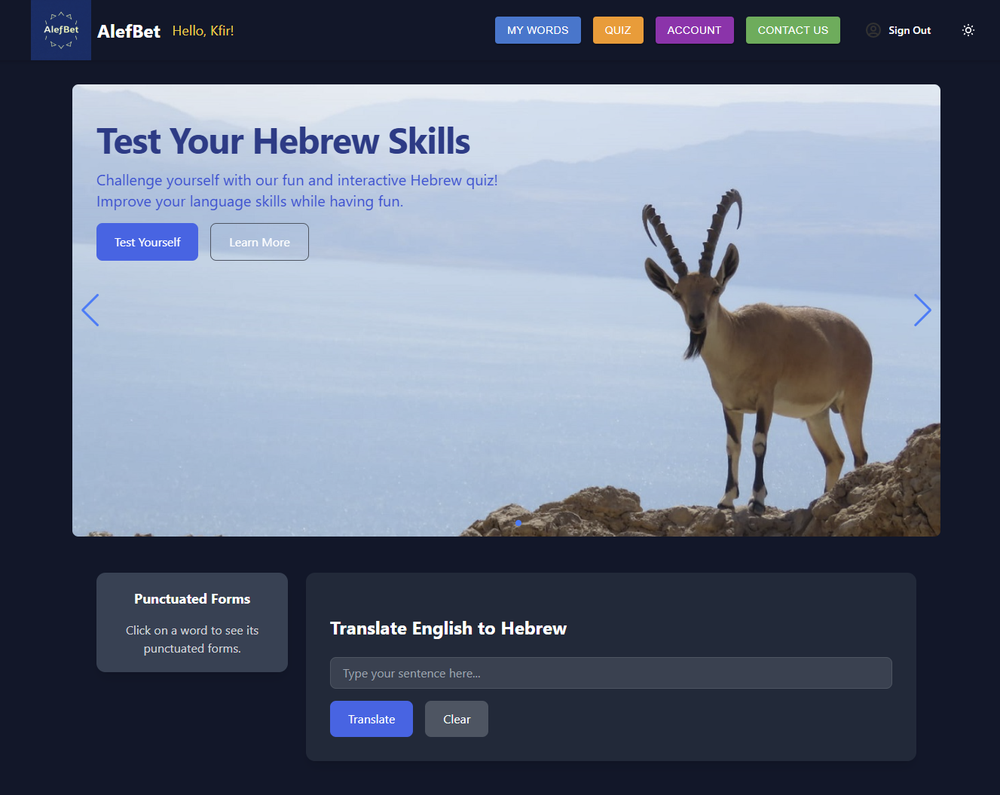 AlefBet
AlefBet
Hello, Kfir!
MY WORDS
QUIZ
ACCOUNT
CONTACT US
Sign Out
Test Your Hebrew Skills
Challenge yourself with our fun and interactive Hebrew quiz!
Improve your language skills while having fun.
Test Yourself
Learn More
Punctuated Forms
Click on a word to see its
punctuated forms.
Translate English to Hebrew
Type your sentence here...
Translate
Clear